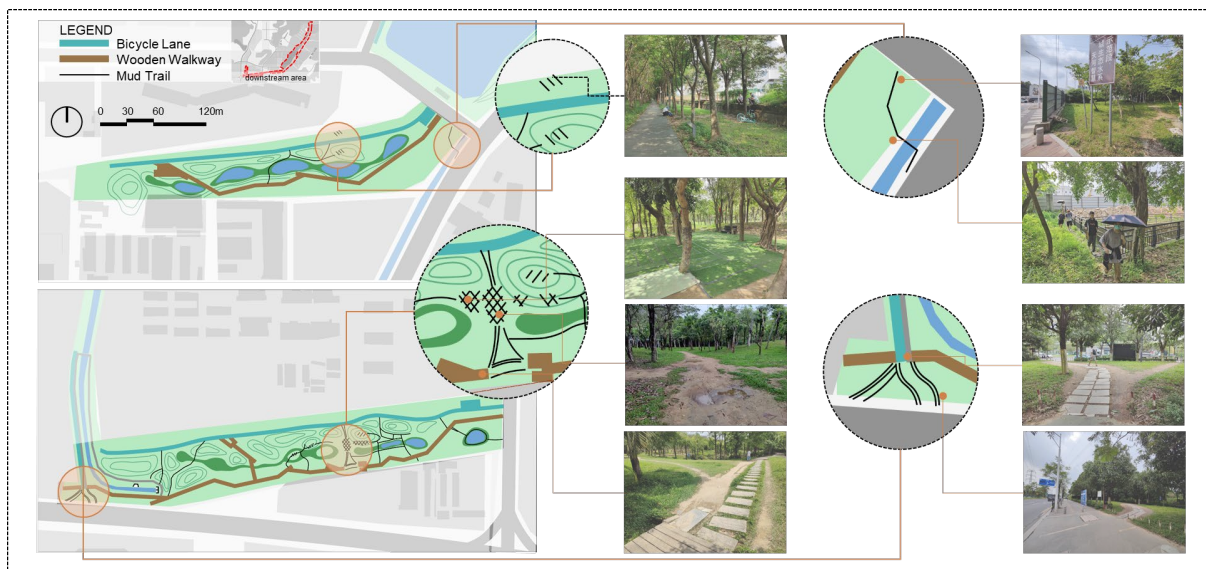 LEGEND
Bicycle Lane
Wooden Walkway
Mud Trail
downstream area
0 30 60 120m